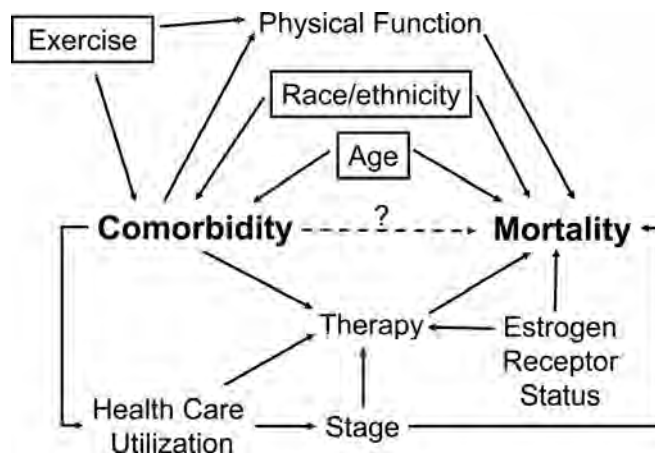 Exercise
Physical Function
Race/ethnicity
Age
Comorbidity
?
Mortality
Therapy
Estrogen
Receptor
Status
Health Care
Utilization
Stage